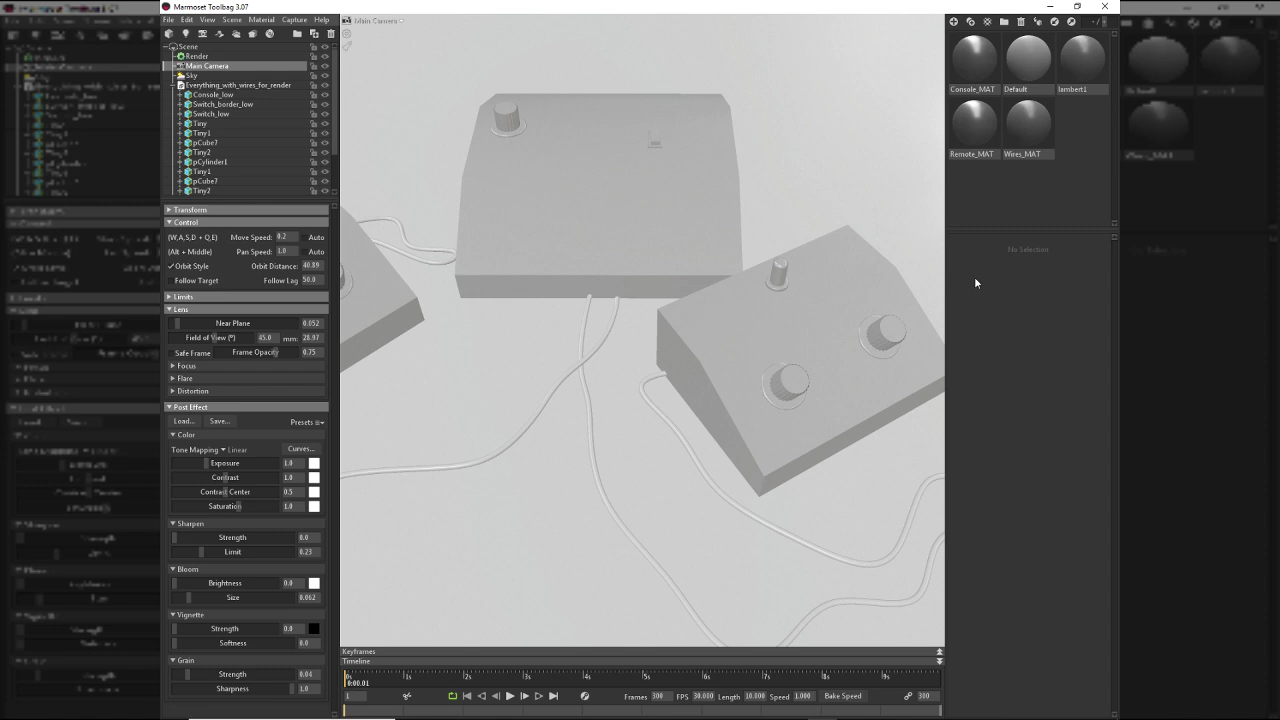 Marmoset Toolbag 3.07
File Edit View Scene Material Capture Help
Main Camera
Scene
Render
Main Camera
Sky
Everything_with_wires_for_render
Console_low
Switch_border_low
Switch_low
Tiny
Tiny1
pCube7
Tiny2
pCylinder1
Tiny1
pCube7
Tiny2
Transform
Control
(W,A,S,D + Q,E) Move Speed: 0.2 Auto
(Alt + Middle) Pan Speed: 1.0 Auto
Orbit Style Orbit Distance: 40.89
Follow Target Follow Lag 50.0
Limits
Lens
Near Plane 0.052
Field of View (°) 45.0 mm: 28.97
Safe Frame Frame Opacity 0.75
Focus
Flare
Distortion
Post Effect
Load... Save... Presets
Color
Tone Mapping Linear Curves...
Exposure 1.0
Contrast 1.0
Contrast Center 0.5
Saturation 1.0
Sharpen
Strength 0.0
Limit 0.23
Bloom
Brightness 0.0
Size 0.062
Vignette
Strength 0.0
Softness 0.0
Grain
Strength 0.04
Sharpness 1.0
Console_MAT Default lambert1
Remote_MAT Wires_MAT
No Selection
Keyframes
Timeline
0s 1s 2s 3s 4s 5s 6s 7s 8s 9s
0:00.01
1 Frames 300 FPS 30.000 Length 10.000 Speed 1.000 Bake Speed 300